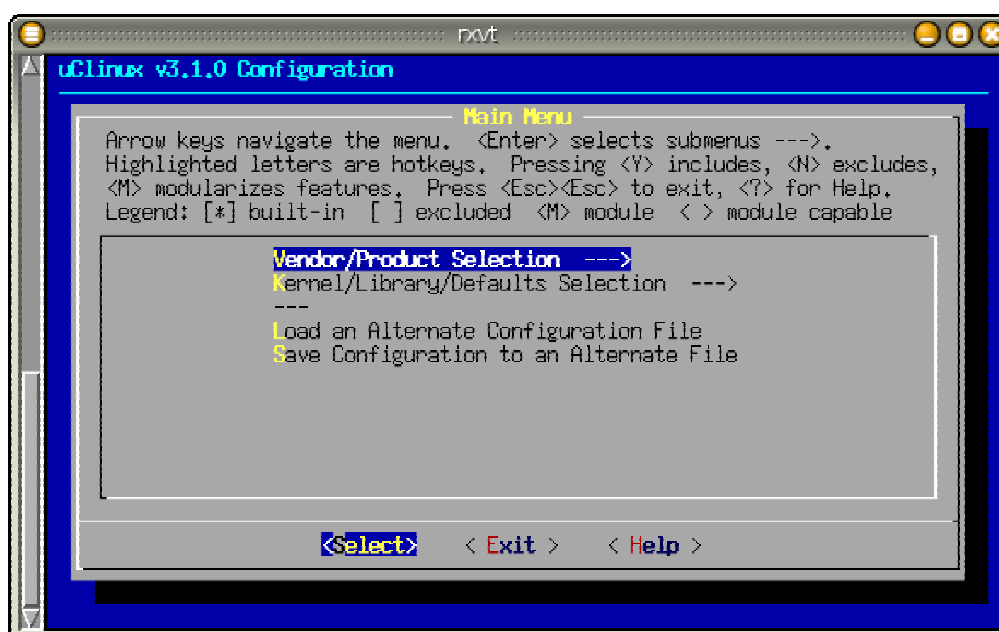 rxvt
uClinux v3.1.0 Configuration
Main Menu
Arrow keys navigate the menu.  <Enter> selects submenus --->.
Highlighted letters are hotkeys.  Pressing <Y> includes, <N> excludes,
<M> modularizes features.  Press <Esc><Esc> to exit, <?> for Help.
Legend: [*] built-in  [ ] excluded  <M> module  < > module capable
Vendor/Product Selection  --->
Kernel/Library/Defaults Selection  --->
---
Load an Alternate Configuration File
Save Configuration to an Alternate File
<Select>    < Exit >    < Help >